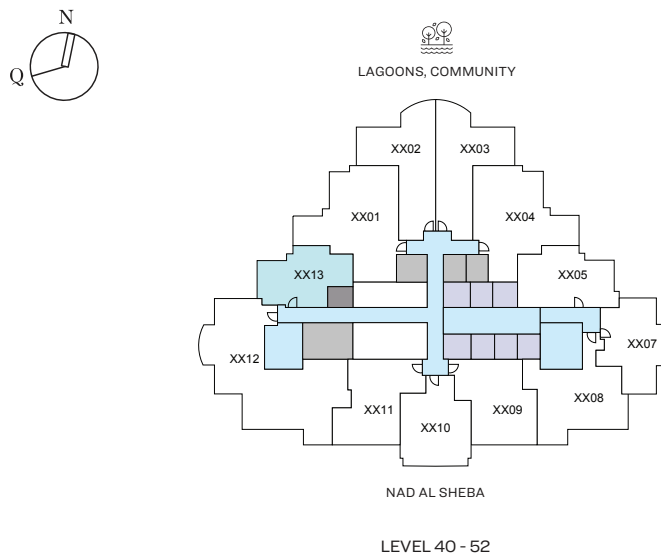 N
Q
LAGOONS, COMMUNITY
XX02
XX03
XX01
XX04
XX13
XX05
XX12
XX07
XX08
XX11
XX09
XX10
NAD AL SHEBA
LEVEL 40 - 52